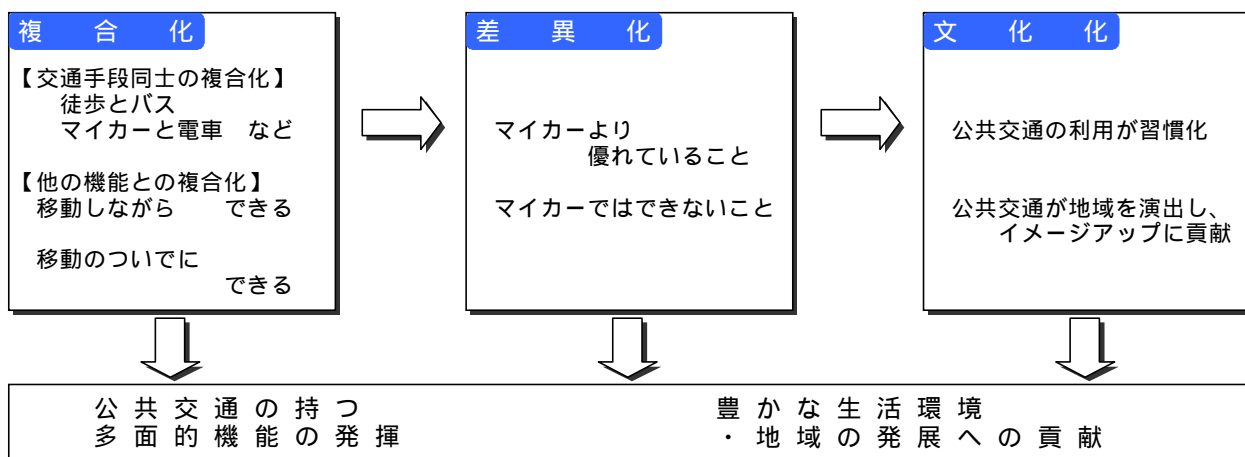 複合化
【交通手段同士の複合化】
徒歩とバス
マイカーと電車 など
【他の機能との複合化】
移動しながら できる
移動のついでに
できる
差異化
マイカーより
優れていること
マイカーではできないこと
文化化
公共交通の利用が習慣化
公共交通が地域を演出し、
イメージアップに貢献
公共交通の持つ
多面的機能の発揮
豊かな生活環境
・地域の発展への貢献